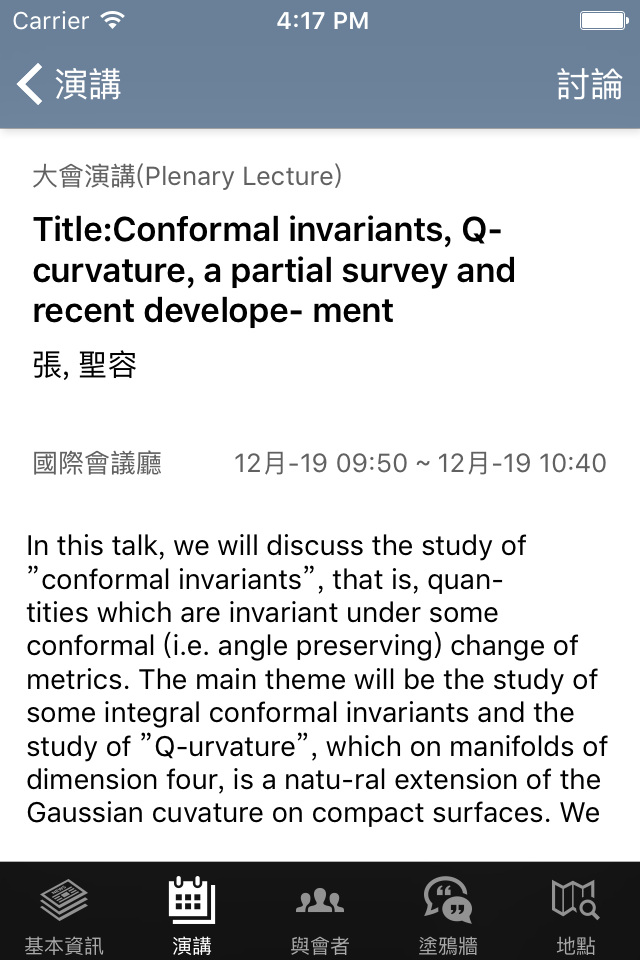 Carrier 4:17 PM
演講 討論
大會演講(Plenary Lecture)
Title:Conformal invariants, Q-
curvature, a partial survey and
recent develope- ment
張, 聖容
國際會議廳 12月-19 09:50 ~ 12月-19 10:40
In this talk, we will discuss the study of
”conformal invariants”, that is, quan-
tities which are invariant under some
conformal (i.e. angle preserving) change of
metrics. The main theme will be the study of
some integral conformal invariants and the
study of ”Q-urvature”, which on manifolds of
dimension four, is a natu-ral extension of the
Gaussian cuvature on compact surfaces. We
基本資訊 演講 與會者 塗鴉牆 地點